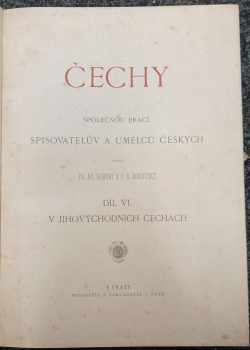 ČECHY
SPOLEČNOU PRACÍ
SPISOVATELŮV A UMĚLCŮ ČESKÝCH
DÍL VI.
V JIHOVÝCHODNÍCH ČECHÁCH
V PRAZE